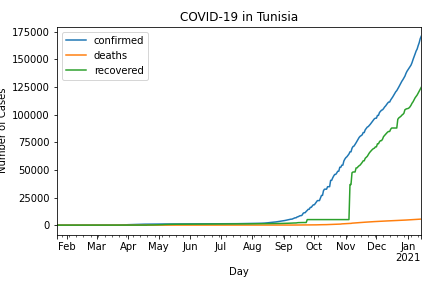 COVID-19 in Tunisia
175000
150000
125000
100000
75000
50000
25000
0
Number of Cases
confirmed
deaths
recovered
Feb Mar Apr May Jun Jul Aug Sep Oct Nov Dec Jan
2021
Day